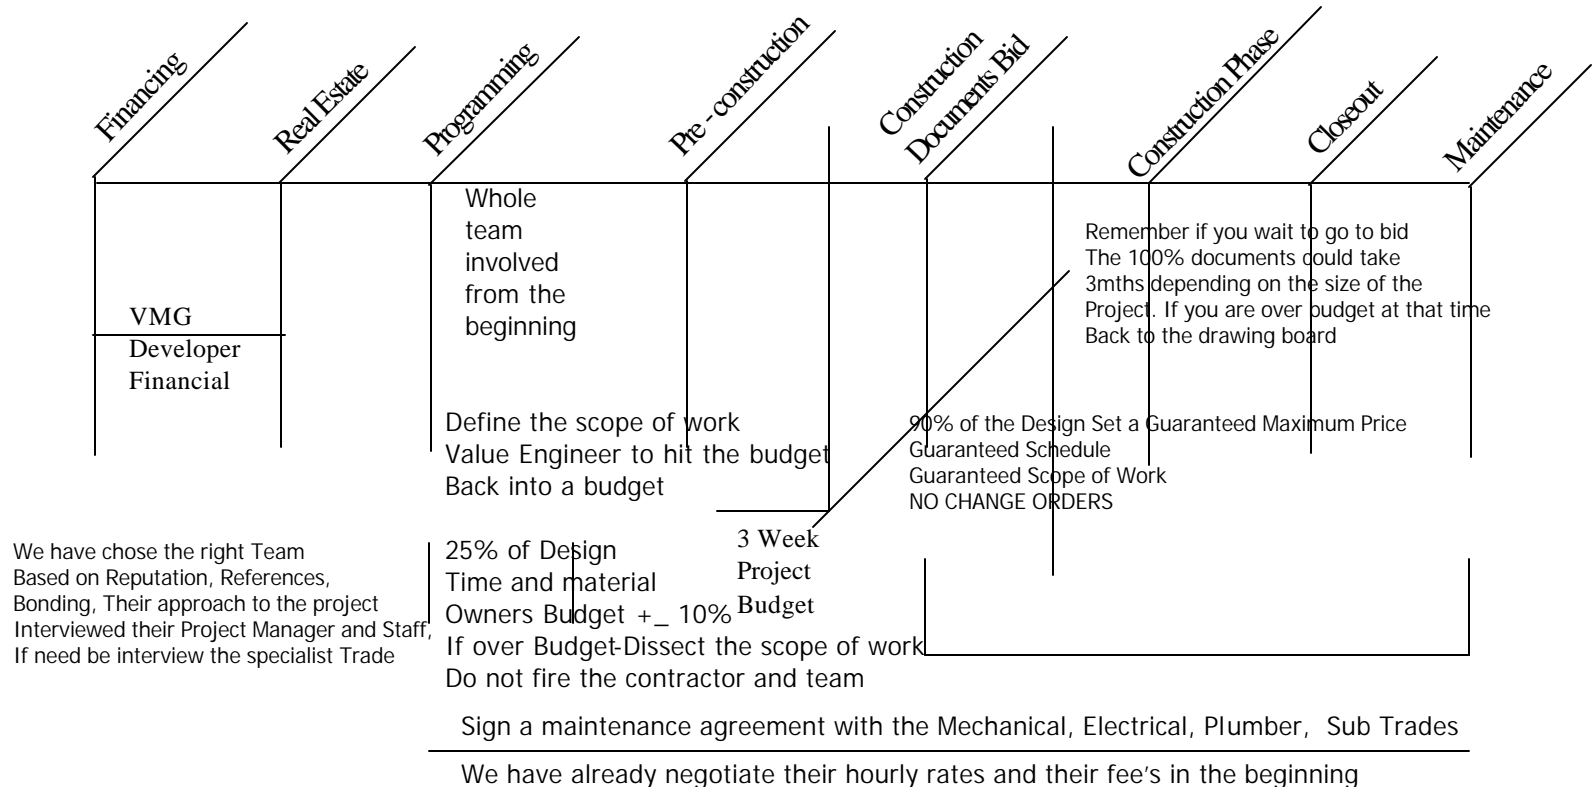 Financing
Real Estate
Programming
Pre - construction
Construction
Documents Bid
Construction Phase
Closeout
Maintenance
Whole
team
involved
from the
beginning
Remember if you wait to go to bid
The 100% documents could take
3mths depending on the size of the
Project. If you are over budget at that time
Back to the drawing board
VMG
Developer
Financial
Define the scope of work
Value Engineer to hit the budget
Back into a budget
90% of the Design Set a Guaranteed Maximum Price
Guaranteed Schedule
Guaranteed Scope of Work
NO CHANGE ORDERS
We have chose the right Team
Based on Reputation, References,
Bonding, Their approach to the project
Interviewed their Project Manager and Staff,
If need be interview the specialist Trade
25% of Design
Time and material
Owners Budget +_ 10%
If over Budget-Dissect the scope of work
Do not fire the contractor and team
3 Week
Project
Budget
Sign a maintenance agreement with the Mechanical, Electrical, Plumber, Sub Trades
We have already negotiate their hourly rates and their fee's in the beginning